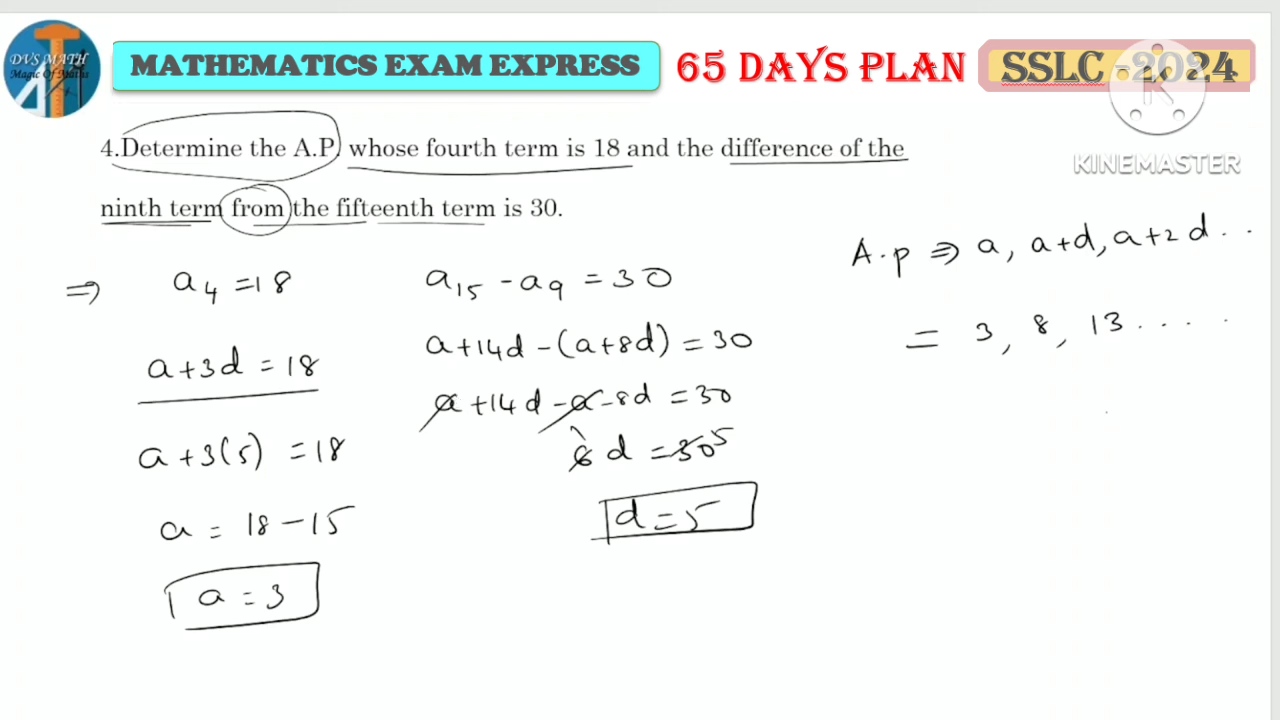 DVS MATH
Magic Of Maths
MATHEMATICS EXAM EXPRESS 65 DAYS PLAN SSLC -2024
K
KINEMASTER
4.Determine the A.P. whose fourth term is 18 and the difference of the
ninth term from the fifteenth term is 30.
⇒ a₄ = 18
a + 3d = 18
a + 3(5) = 18
a = 18 - 15
a = 3
a₁₅ - a₉ = 30
a + 14d - (a + 8d) = 30
a + 14d - a - 8d = 30
6d = 30 5
d = 5
A.p ⇒ a, a+d, a+2d . .
= 3, 8, 13 . . . . .